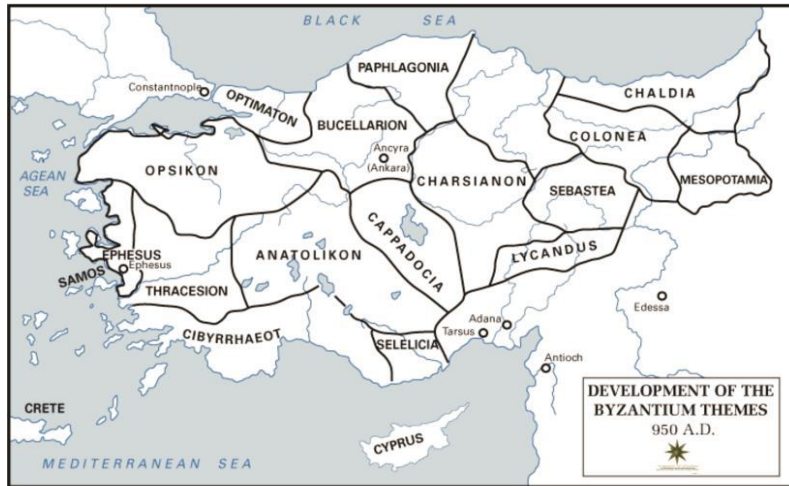 BLACK SEA
PAPHLAGONIA
Constantnople
OPTIMATON
CHALDIA
BUCELLARION
COLONEA
Ancyra
(Ankara)
OPSIKON
AGEAN
SEA
CHARSIANON
SEBASTEA
MESOPOTAMIA
CAPPADOCIA
EPHESUS
Ephesus
ANATOLIKON
LYCANDUS
SAMOS
THRACESION
Edessa
CIBYRRHAEOT
Adana
Tarsus
SELELICIA
Antioch
DEVELOPMENT OF THE
BYZANTIUM THEMES
950 A.D.
CRETE
CYPRUS
MEDITERRANEAN SEA